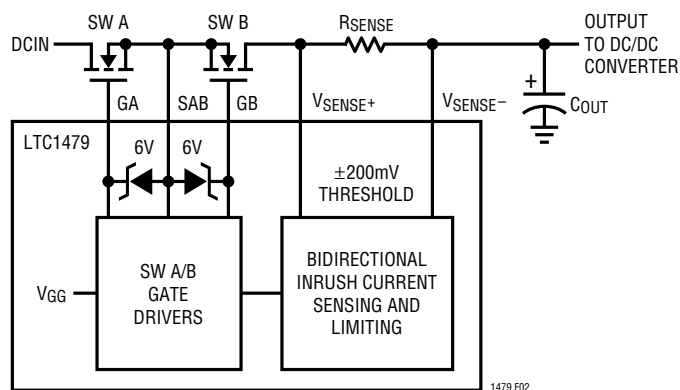 SW A
SW B
RSENSE
OUTPUT
TO DC/DC
CONVERTER
DCIN
GA
SAB
GB
VSENSE+
VSENSE–
+
COUT
LTC1479
6V
6V
±200mV
THRESHOLD
SW A/B
GATE
DRIVERS
BIDIRECTIONAL
INRUSH CURRENT
SENSING AND
LIMITING
VGG
1479 F02